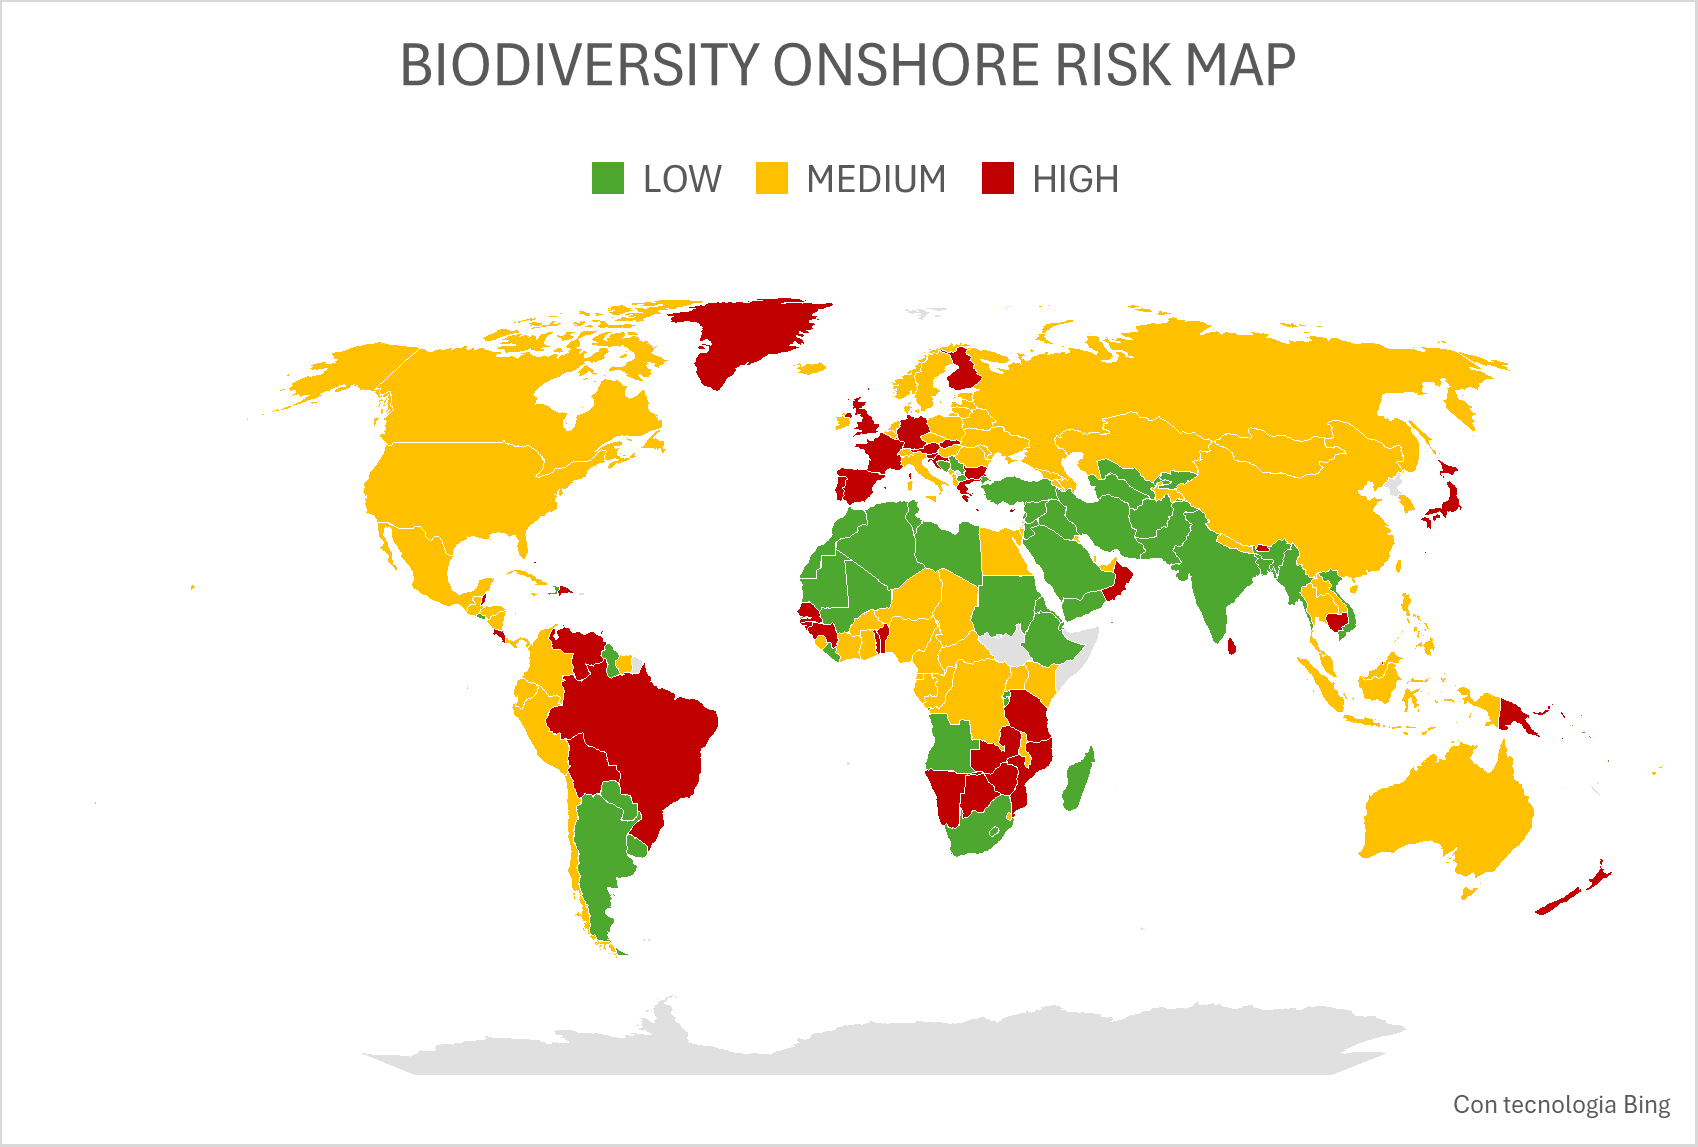 BIODIVERSITY ONSHORE RISK MAP
LOW MEDIUM HIGH
Con tecnologia Bing